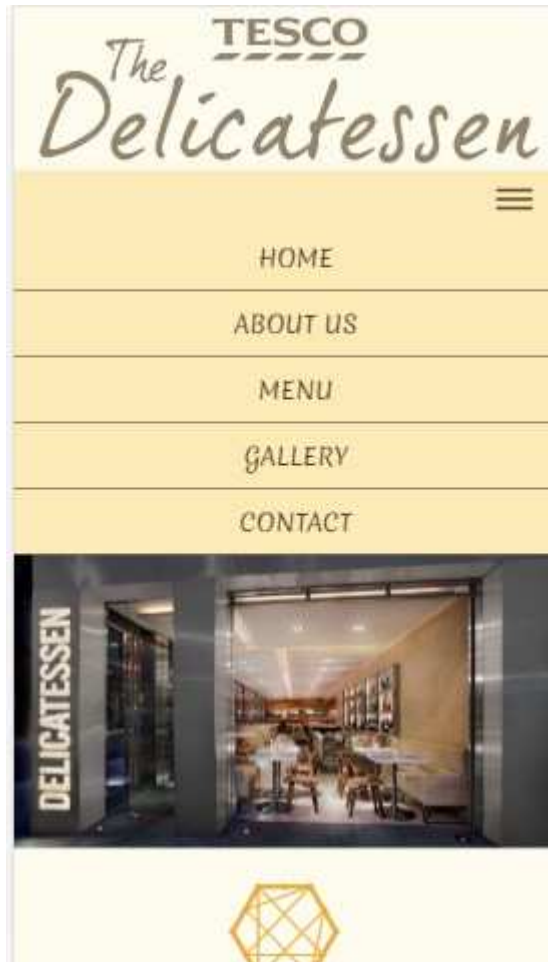 TESCO
The
Delicatessen
HOME
ABOUT US
MENU
GALLERY
CONTACT
DELICATESSEN